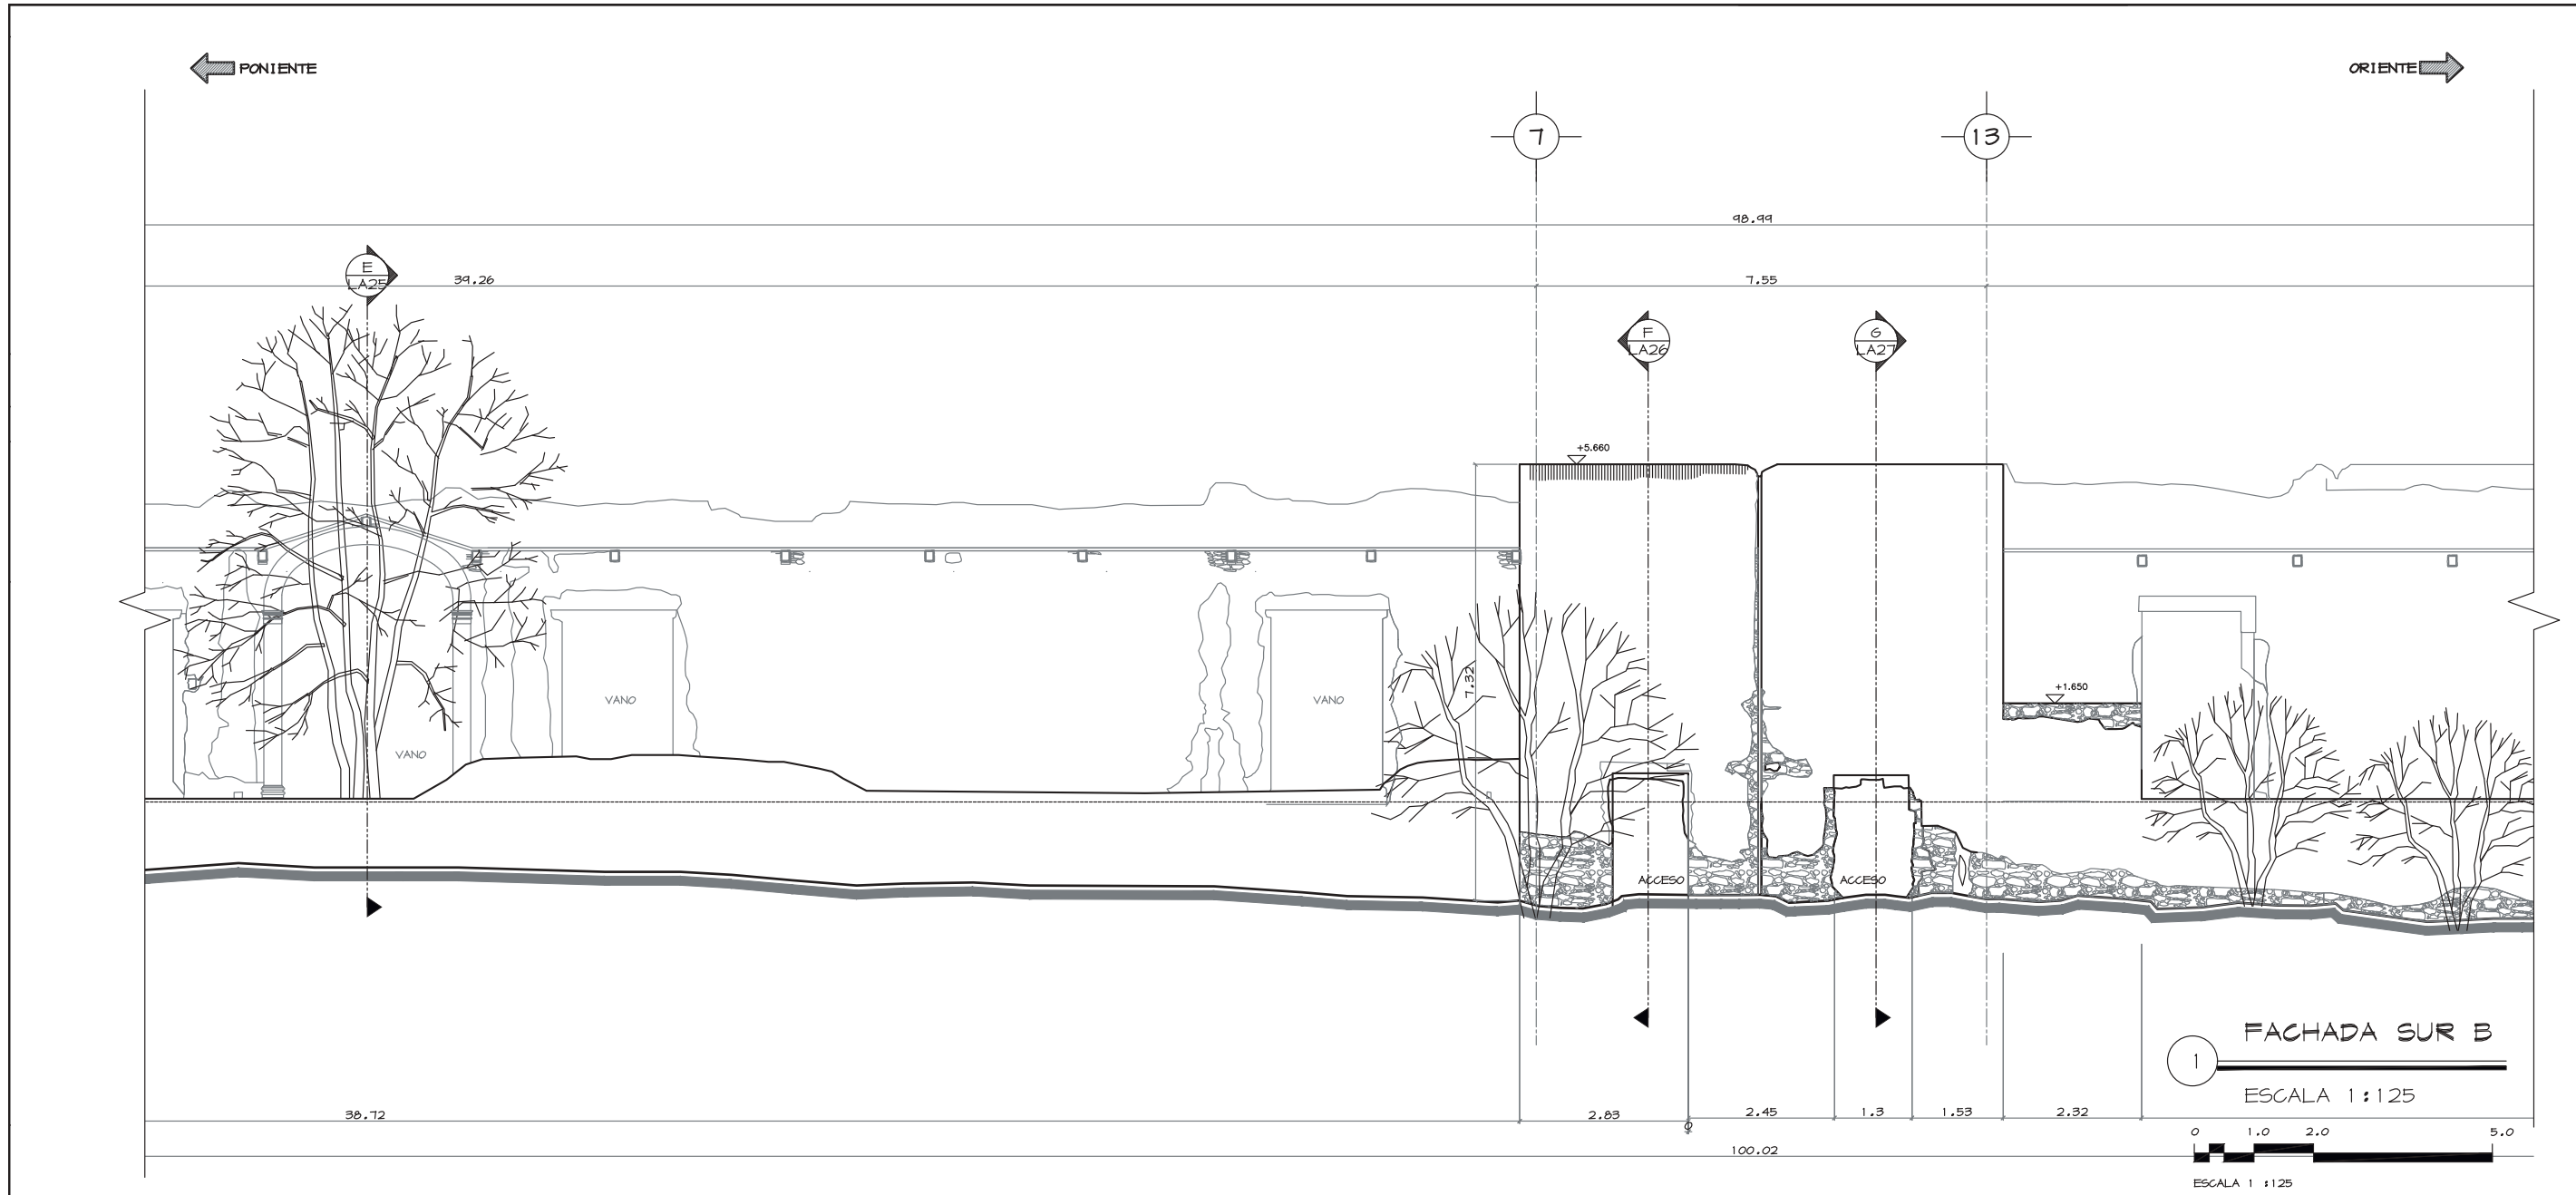 PONIENTE
ORIENTE
7
13
98.99
E
LA25
39.26
7.55
F
LA26
G
LA27
+5.660
7.32
+1.650
VANO
VANO
VANO
ACCESO
ACCESO
FACHADA SUR B
1
ESCALA 1:125
38.72
2.83
0
2.45
1.3
1.53
2.32
100.02
0 1.0 2.0 5.0
ESCALA 1 :125